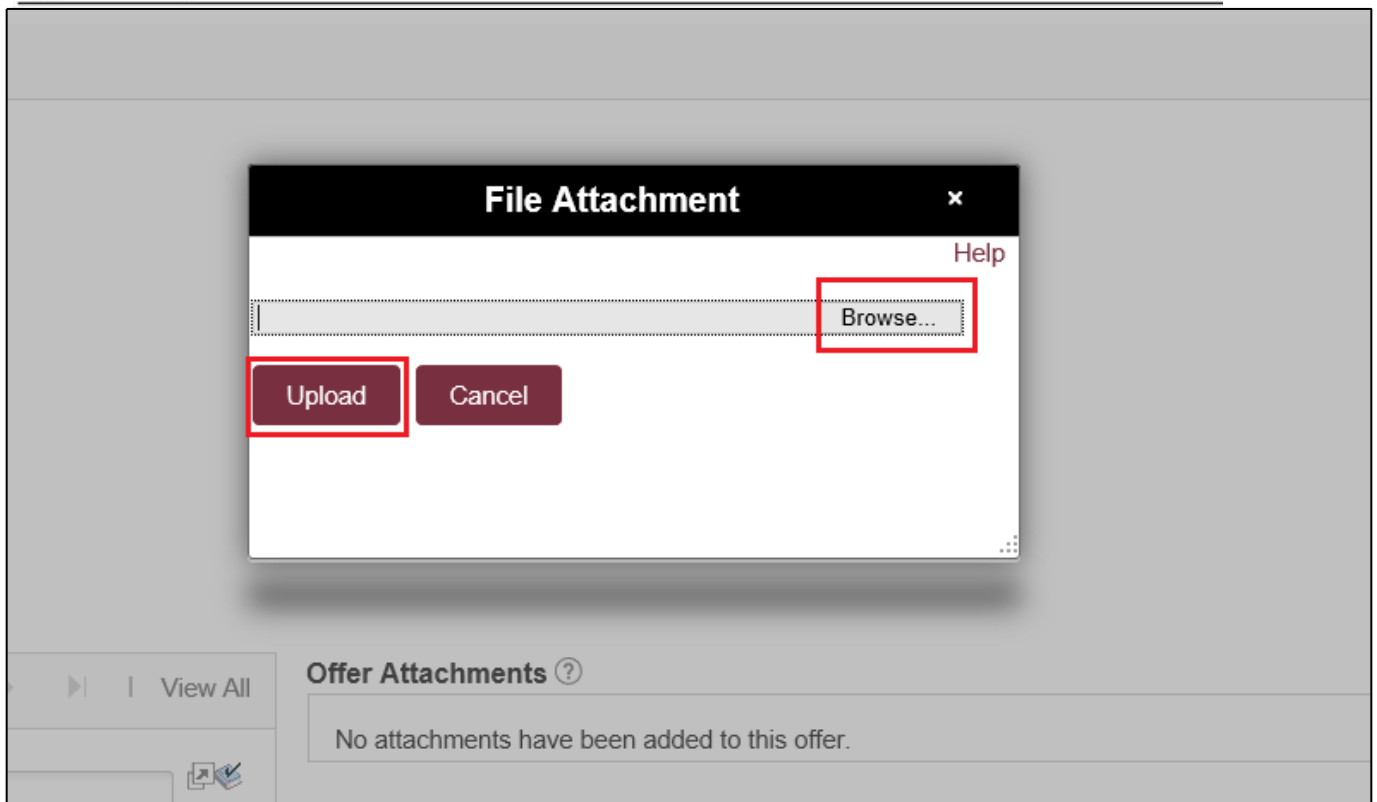 File Attachment ×
Help
Browse...
Upload Cancel
View All
Offer Attachments ?
No attachments have been added to this offer.